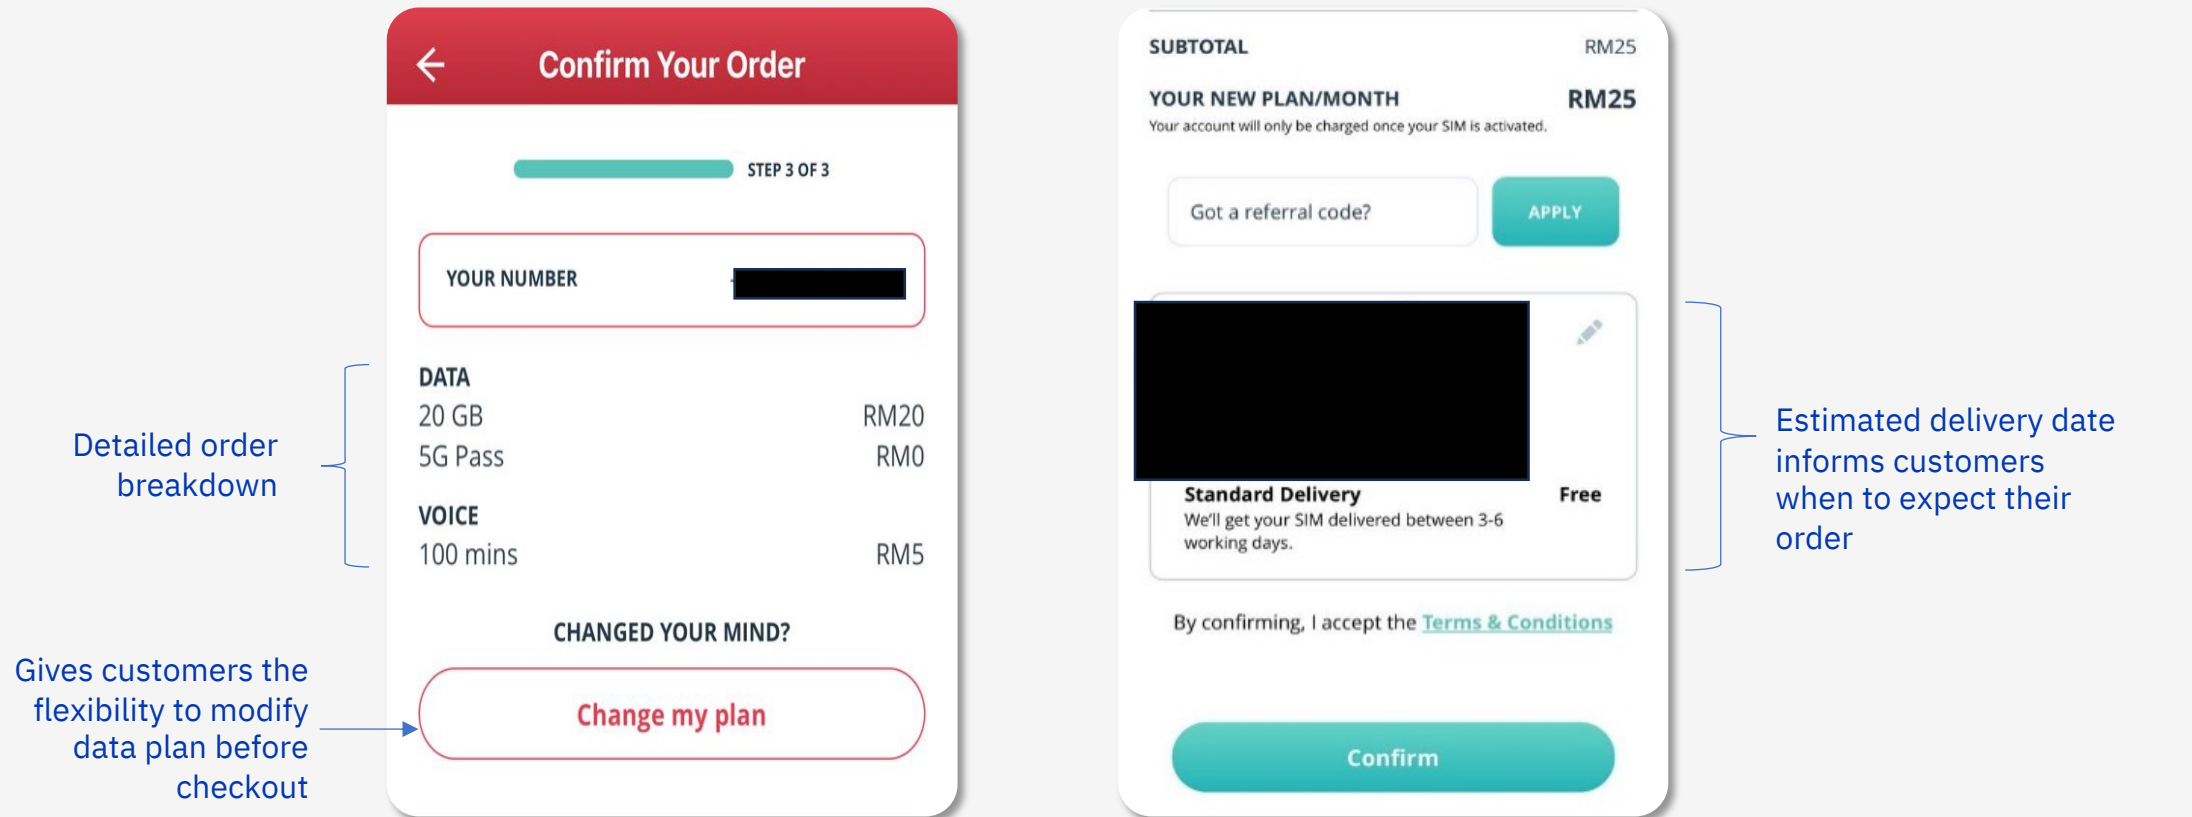 Confirm Your Order
STEP 3 OF 3
YOUR NUMBER
DATA
20 GB RM20
5G Pass RM0
VOICE
100 mins RM5
CHANGED YOUR MIND?
Change my plan
Detailed order
breakdown
Gives customers the
flexibility to modify
data plan before
checkout
SUBTOTAL RM25
YOUR NEW PLAN/MONTH RM25
Your account will only be charged once your SIM is activated.
Got a referral code? APPLY
Standard Delivery Free
We'll get your SIM delivered between 3-6
working days.
By confirming, I accept the Terms & Conditions
Confirm
Estimated delivery date
informs customers
when to expect their
order